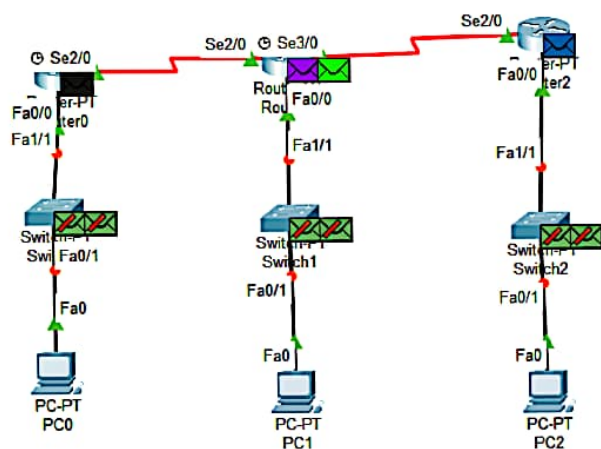 Se2/0
Fa0/0
Fa1/1
Fa0/1
Fa0
PC-PT
PC0
Se2/0
Se3/0
Fa0/0
Fa1/1
Switch1
Fa0/1
Fa0
PC-PT
PC1
Se2/0
Fa0/0
Fa1/1
Switch2
Fa0/1
Fa0
PC-PT
PC2